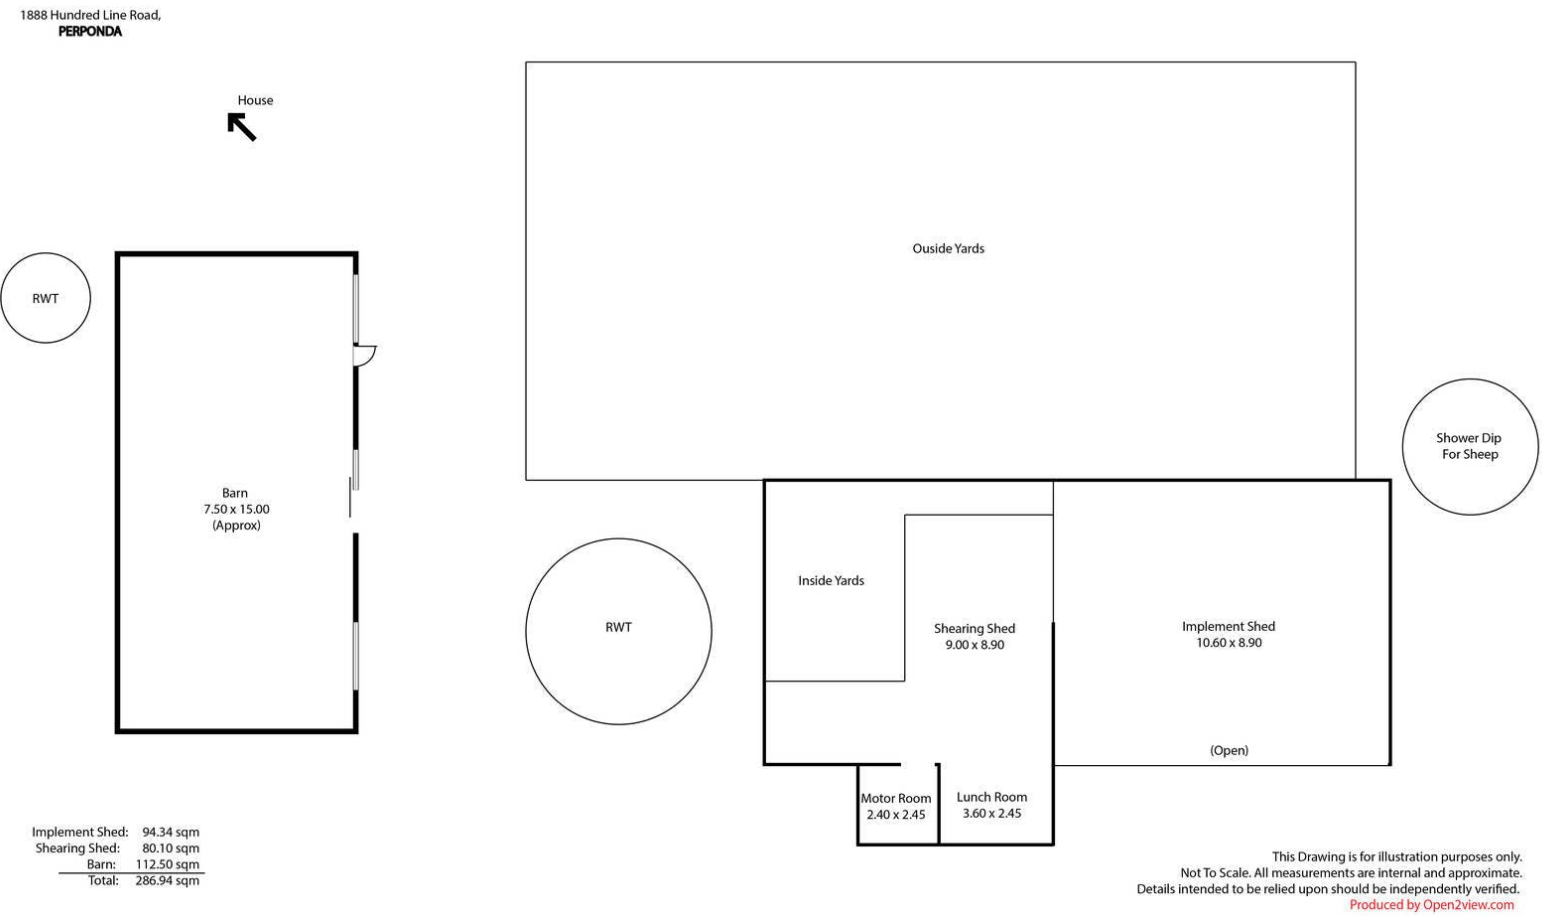 1888 Hundred Line Road,
PERPONDA
House
Ouside Yards
RWT
Shower Dip
For Sheep
Barn
7.50 x 15.00
(Approx)
Inside Yards
RWT
Shearing Shed
9.00 x 8.90
Implement Shed
10.60 x 8.90
(Open)
Motor Room
2.40 x 2.45
Lunch Room
3.60 x 2.45
Implement Shed: 94.34 sqm
Shearing Shed: 80.10 sqm
Barn: 112.50 sqm
Total: 286.94 sqm
This Drawing is for illustration purposes only.
Not To Scale. All measurements are internal and approximate.
Details intended to be relied upon should be independently verified.
Produced by Open2view.com